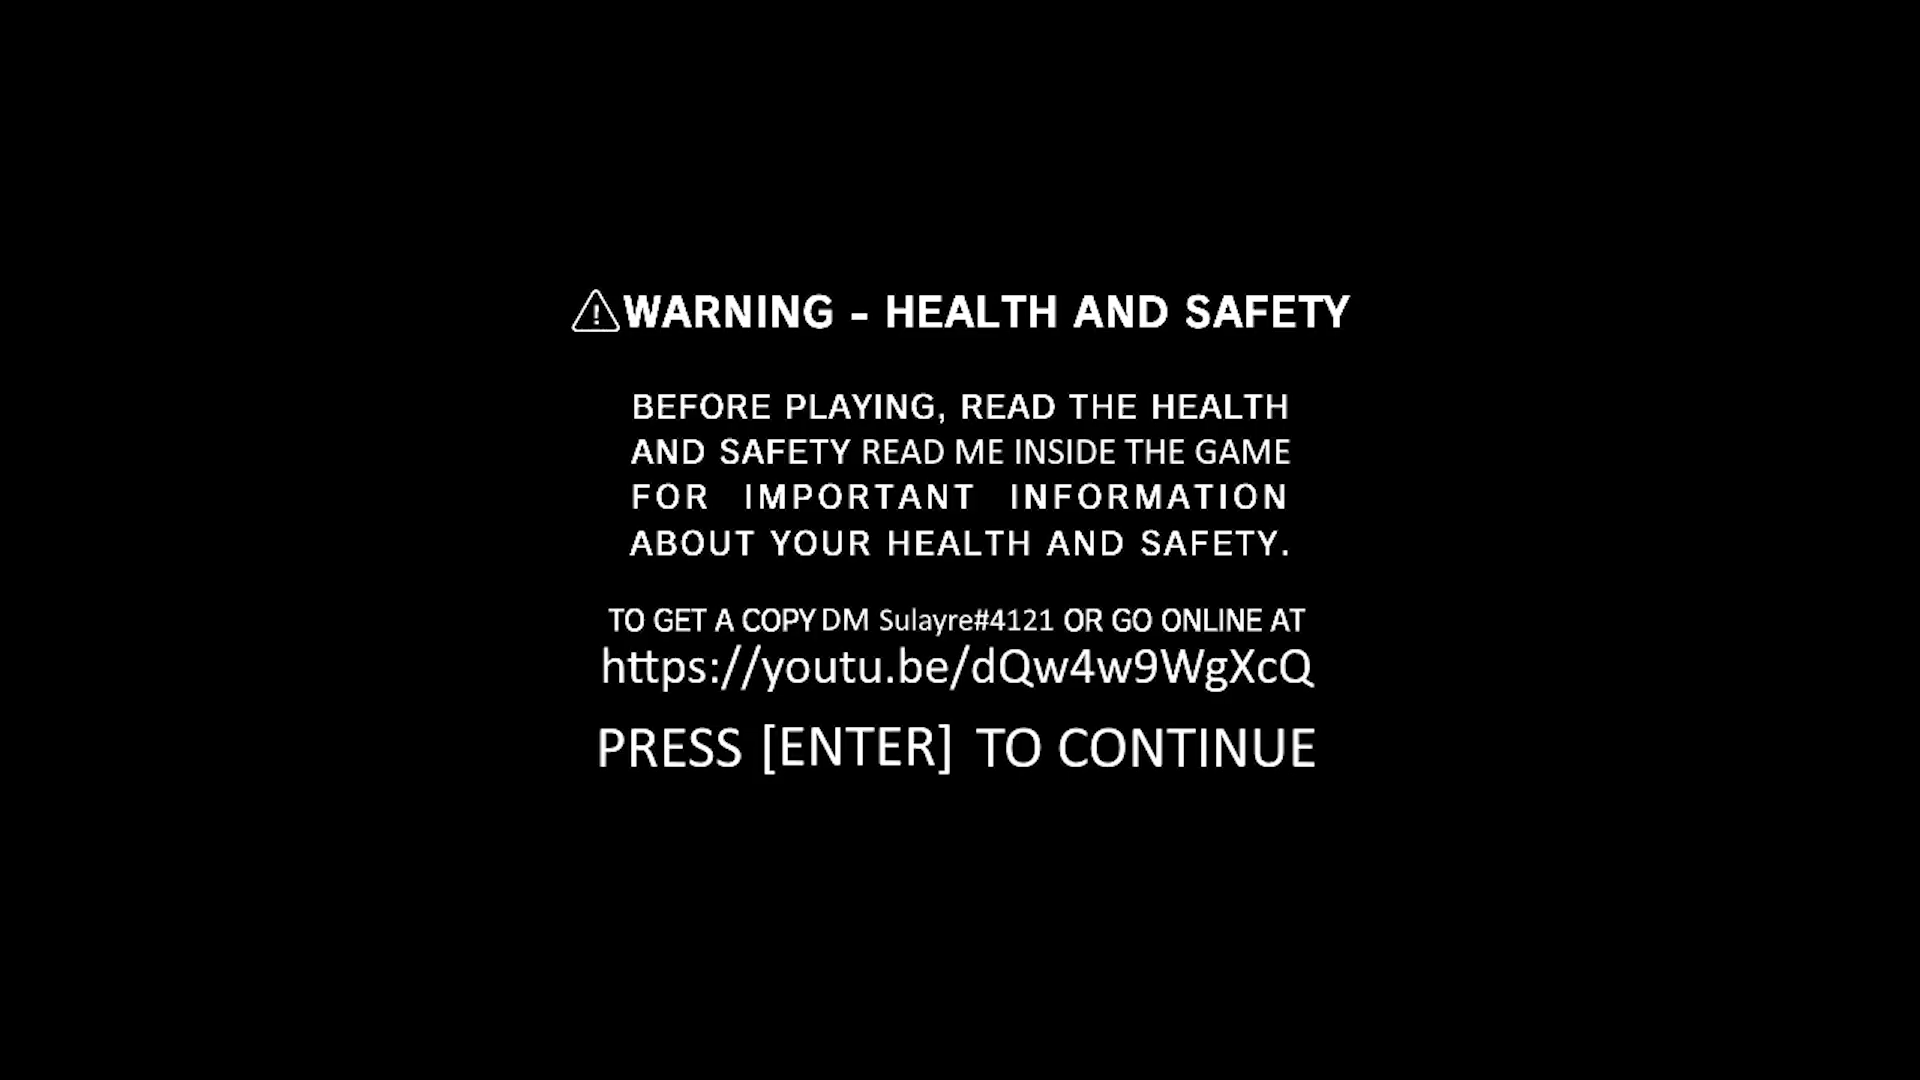 ⚠WARNING - HEALTH AND SAFETY
BEFORE PLAYING, READ THE HEALTH
AND SAFETY READ ME INSIDE THE GAME
FOR IMPORTANT INFORMATION
ABOUT YOUR HEALTH AND SAFETY.
TO GET A COPY DM Sulayre#4121 OR GO ONLINE AT
https://youtu.be/dQw4w9WgXcQ
PRESS [ENTER] TO CONTINUE